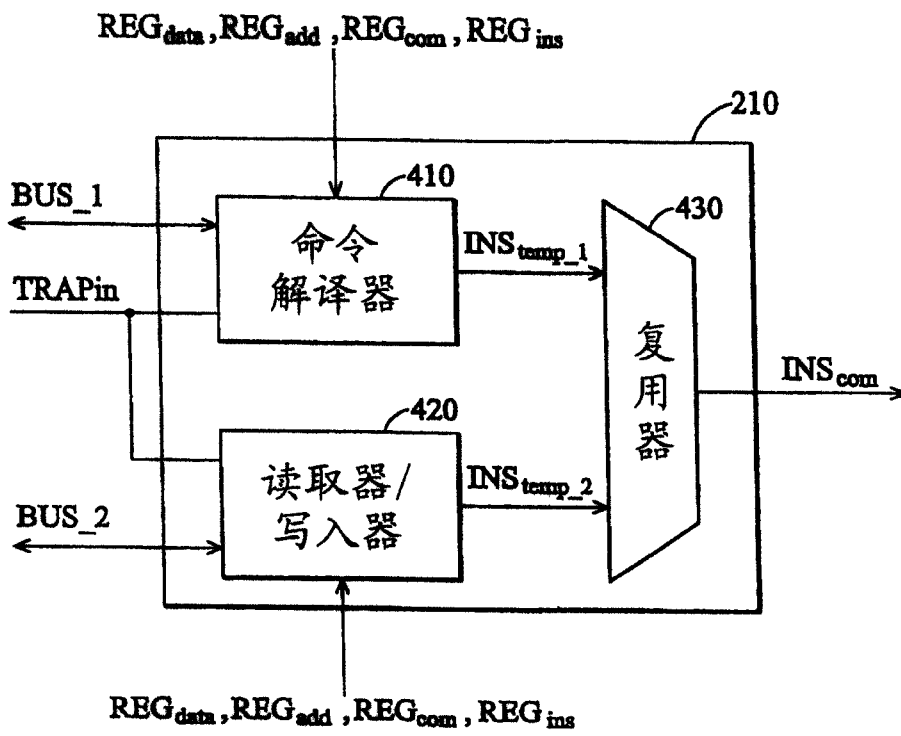 REGdata, REGadd, REGcom, REGins
210
410
BUS_1
命令
解译器
INStemp_1
430
TRAPin
复用器
INScom
420
读取器/
写入器
INStemp_2
BUS_2
REGdata, REGadd, REGcom, REGins